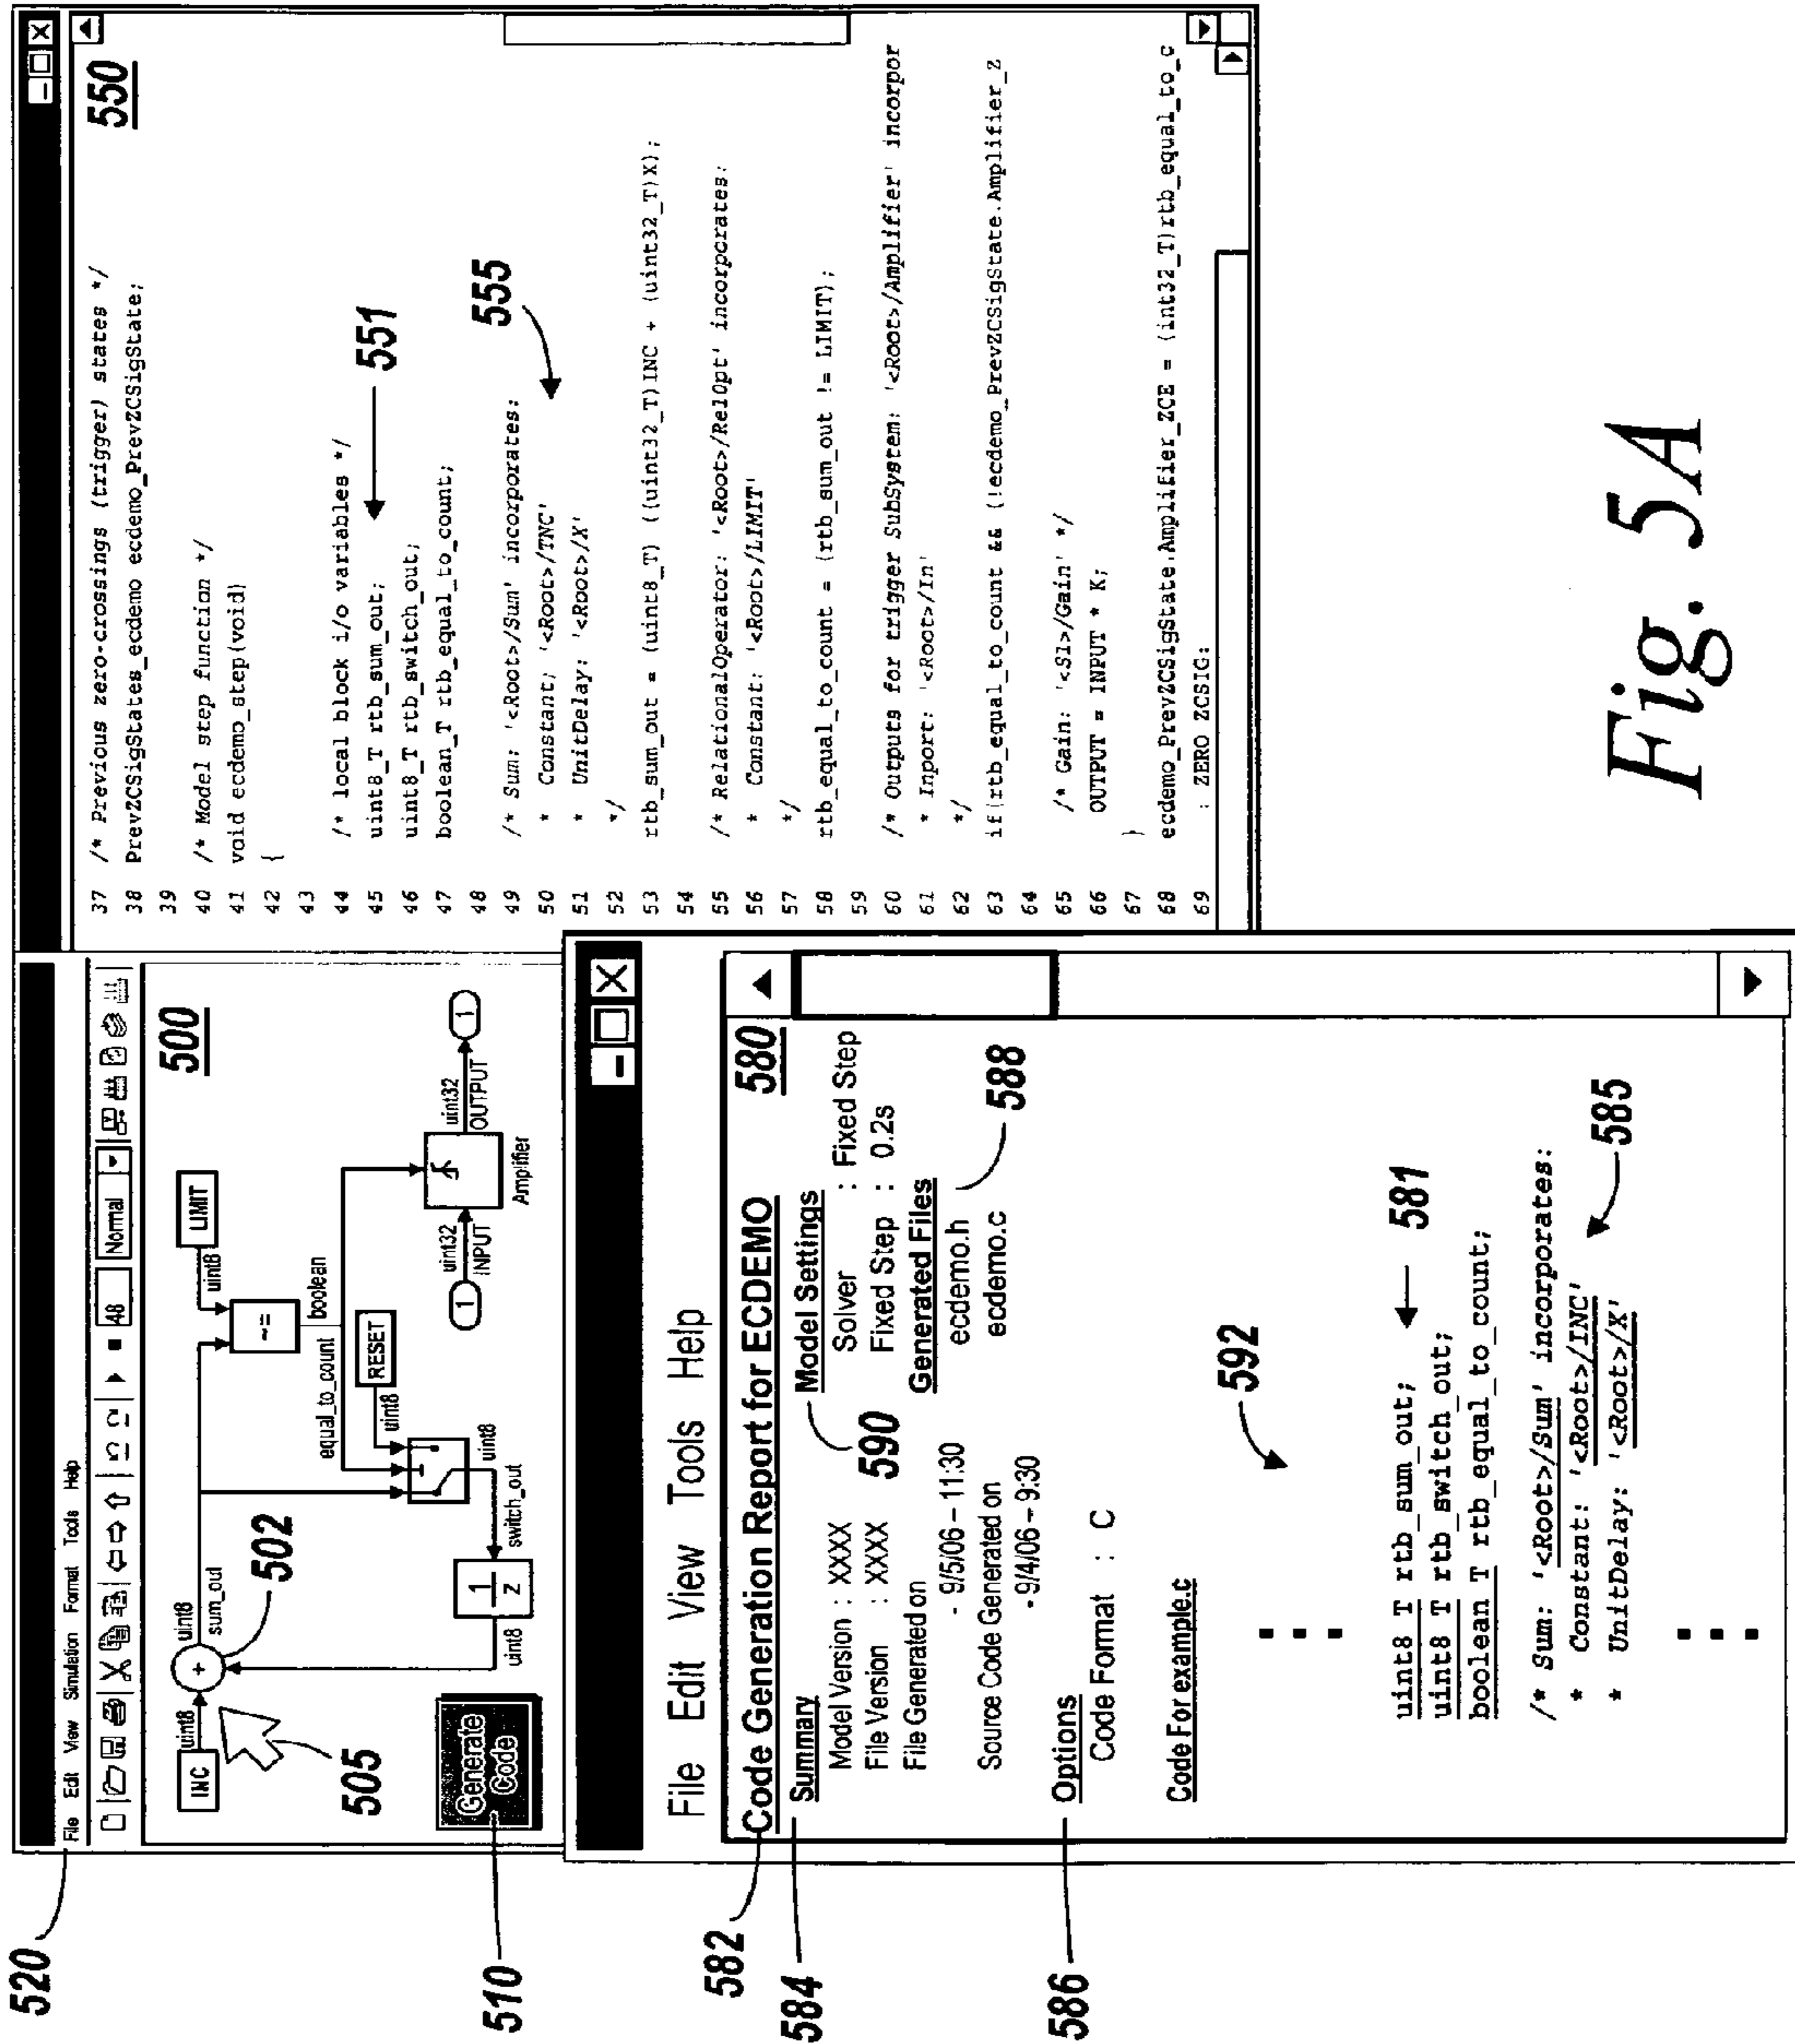 520
File Edit View Simulation Format Tools Help
48
Normal
500
INC
uint8
+
uint8
sum_out
502
505
LIMIT
uint8
~=
boolean
equal_to_count
RESET
uint8
uint8
switch_out
1
z
uint8
1
uint32
INPUT
Amplifier
uint32
OUTPUT
1
Generate
Code
510
550
37 /* Previous zero-crossings (trigger) states */
38 PrevZCSigStates_ecdemo ecdemo_PrevZCSigState;
39
40 /* Model step function */
41 void ecdemo_step(void)
42 {
43
44 /* local block i/o variables */
45 uint8_T rtb_sum_out;
551
46 uint8_T rtb_switch_out;
47 boolean_T rtb_equal_to_count;
48
49 /* Sum: '<Root>/Sum' incorporates:
50 * Constant; '<Root>/TNC'
555
51 * UnitDelay: '<Root>/X'
52 */
53 rtb_sum_out = (uint8_T) ((uint32_T)INC + (uint32_T)X);
54
55 /* RelationalOperator: '<Root>/RelOpt' incorporates:
56 * Constant: '<Root>/LIMIT'
57 */
58 rtb_equal_to_count = (rtb_sum_out != LIMIT);
59
60 /* Outputs for trigger SubSystem: '<Root>/Amplifier' incorpor
61 * Inport: '<Root>/In'
62 */
63 if(rtb_equal_to_count && (!ecdemo_PrevZCSigState.Amplifier_Z
64
65 /* Gain: '<S1>/Gain' */
66 OUTPUT = INPUT * K;
67 }
68 ecdemo_PrevZCSigState.Amplifier_ZCE = (int32_T)rtb_equal_to_c
69 : ZERO ZCSIG:
File Edit View Tools Help
582
Code Generation Report for ECDEMO
580
584
Summary
Model Version : XXXX
File Version : XXXX
File Generated on
- 9/5/06 – 11:30
Source Code Generated on
- 9/4/06 – 9:30
590
Model Settings
Solver : Fixed Step
Fixed Step : 0.2s
Generated Files
588
ecdemo.h
ecdemo.c
586
Options
Code Format : C
Code For example.c
592
uint8 T rtb_sum_out;
581
uint8 T rtb_switch_out;
boolean T rtb_equal_to_count;
/* Sum: '<Root>/Sum' incorporates:
* Constant: '<Root>/INC'
585
* UnitDelay: '<Root>/X'
Fig. 5A